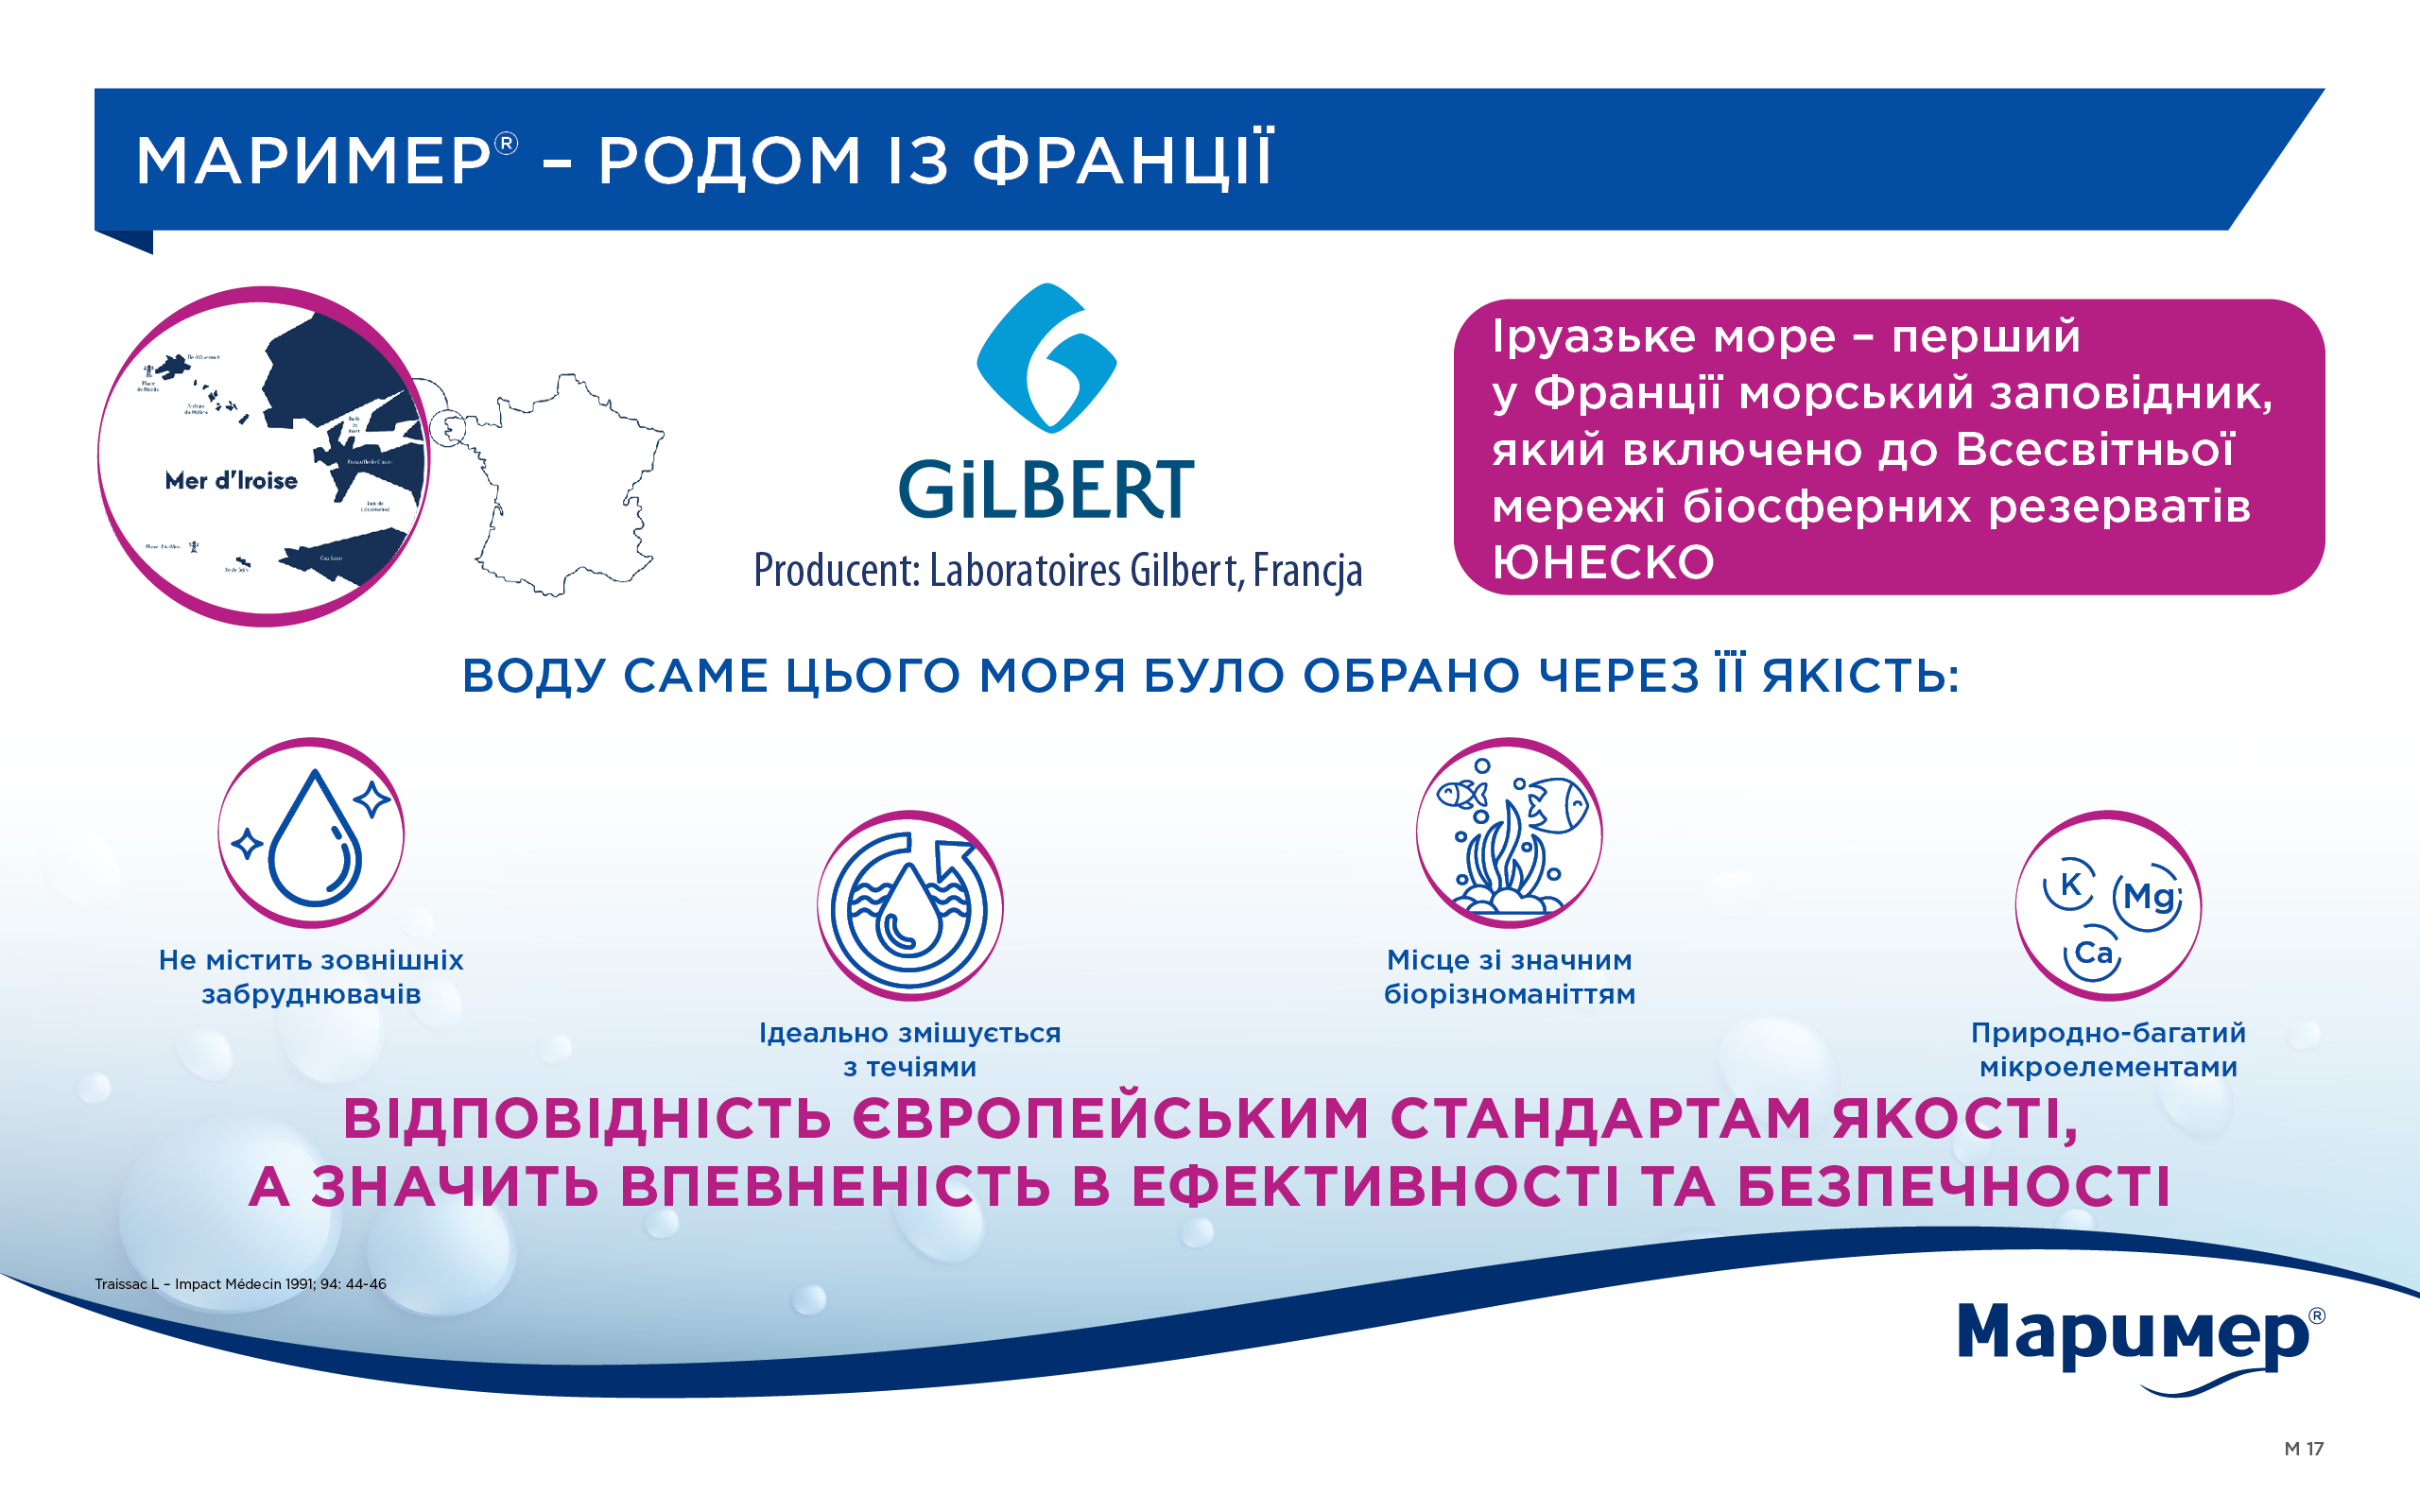 МАРИМЕР® – РОДОМ ІЗ ФРАНЦІЇ
Mer d'Iroise
GiLBERT
Producent: Laboratoires Gilbert, Francja
Іруазьке море – перший
у Франції морський заповідник,
який включено до Всесвітньої
мережі біосферних резерватів
ЮНЕСКО
ВОДУ САМЕ ЦЬОГО МОРЯ БУЛО ОБРАНО ЧЕРЕЗ ЇЇ ЯКІСТЬ:
Не містить зовнішніх
забруднювачів
Ідеально змішується
з течіями
Місце зі значним
біорізноманіттям
K
Mg
Ca
Природно-багатий
мікроелементами
ВІДПОВІДНІСТЬ ЄВРОПЕЙСЬКИМ СТАНДАРТАМ ЯКОСТІ,
А ЗНАЧИТЬ ВПЕВНЕНІСТЬ В ЕФЕКТИВНОСТІ ТА БЕЗПЕЧНОСТІ
Traissac L – Impact Médecin 1991; 94: 44-46
Маример®
М 17